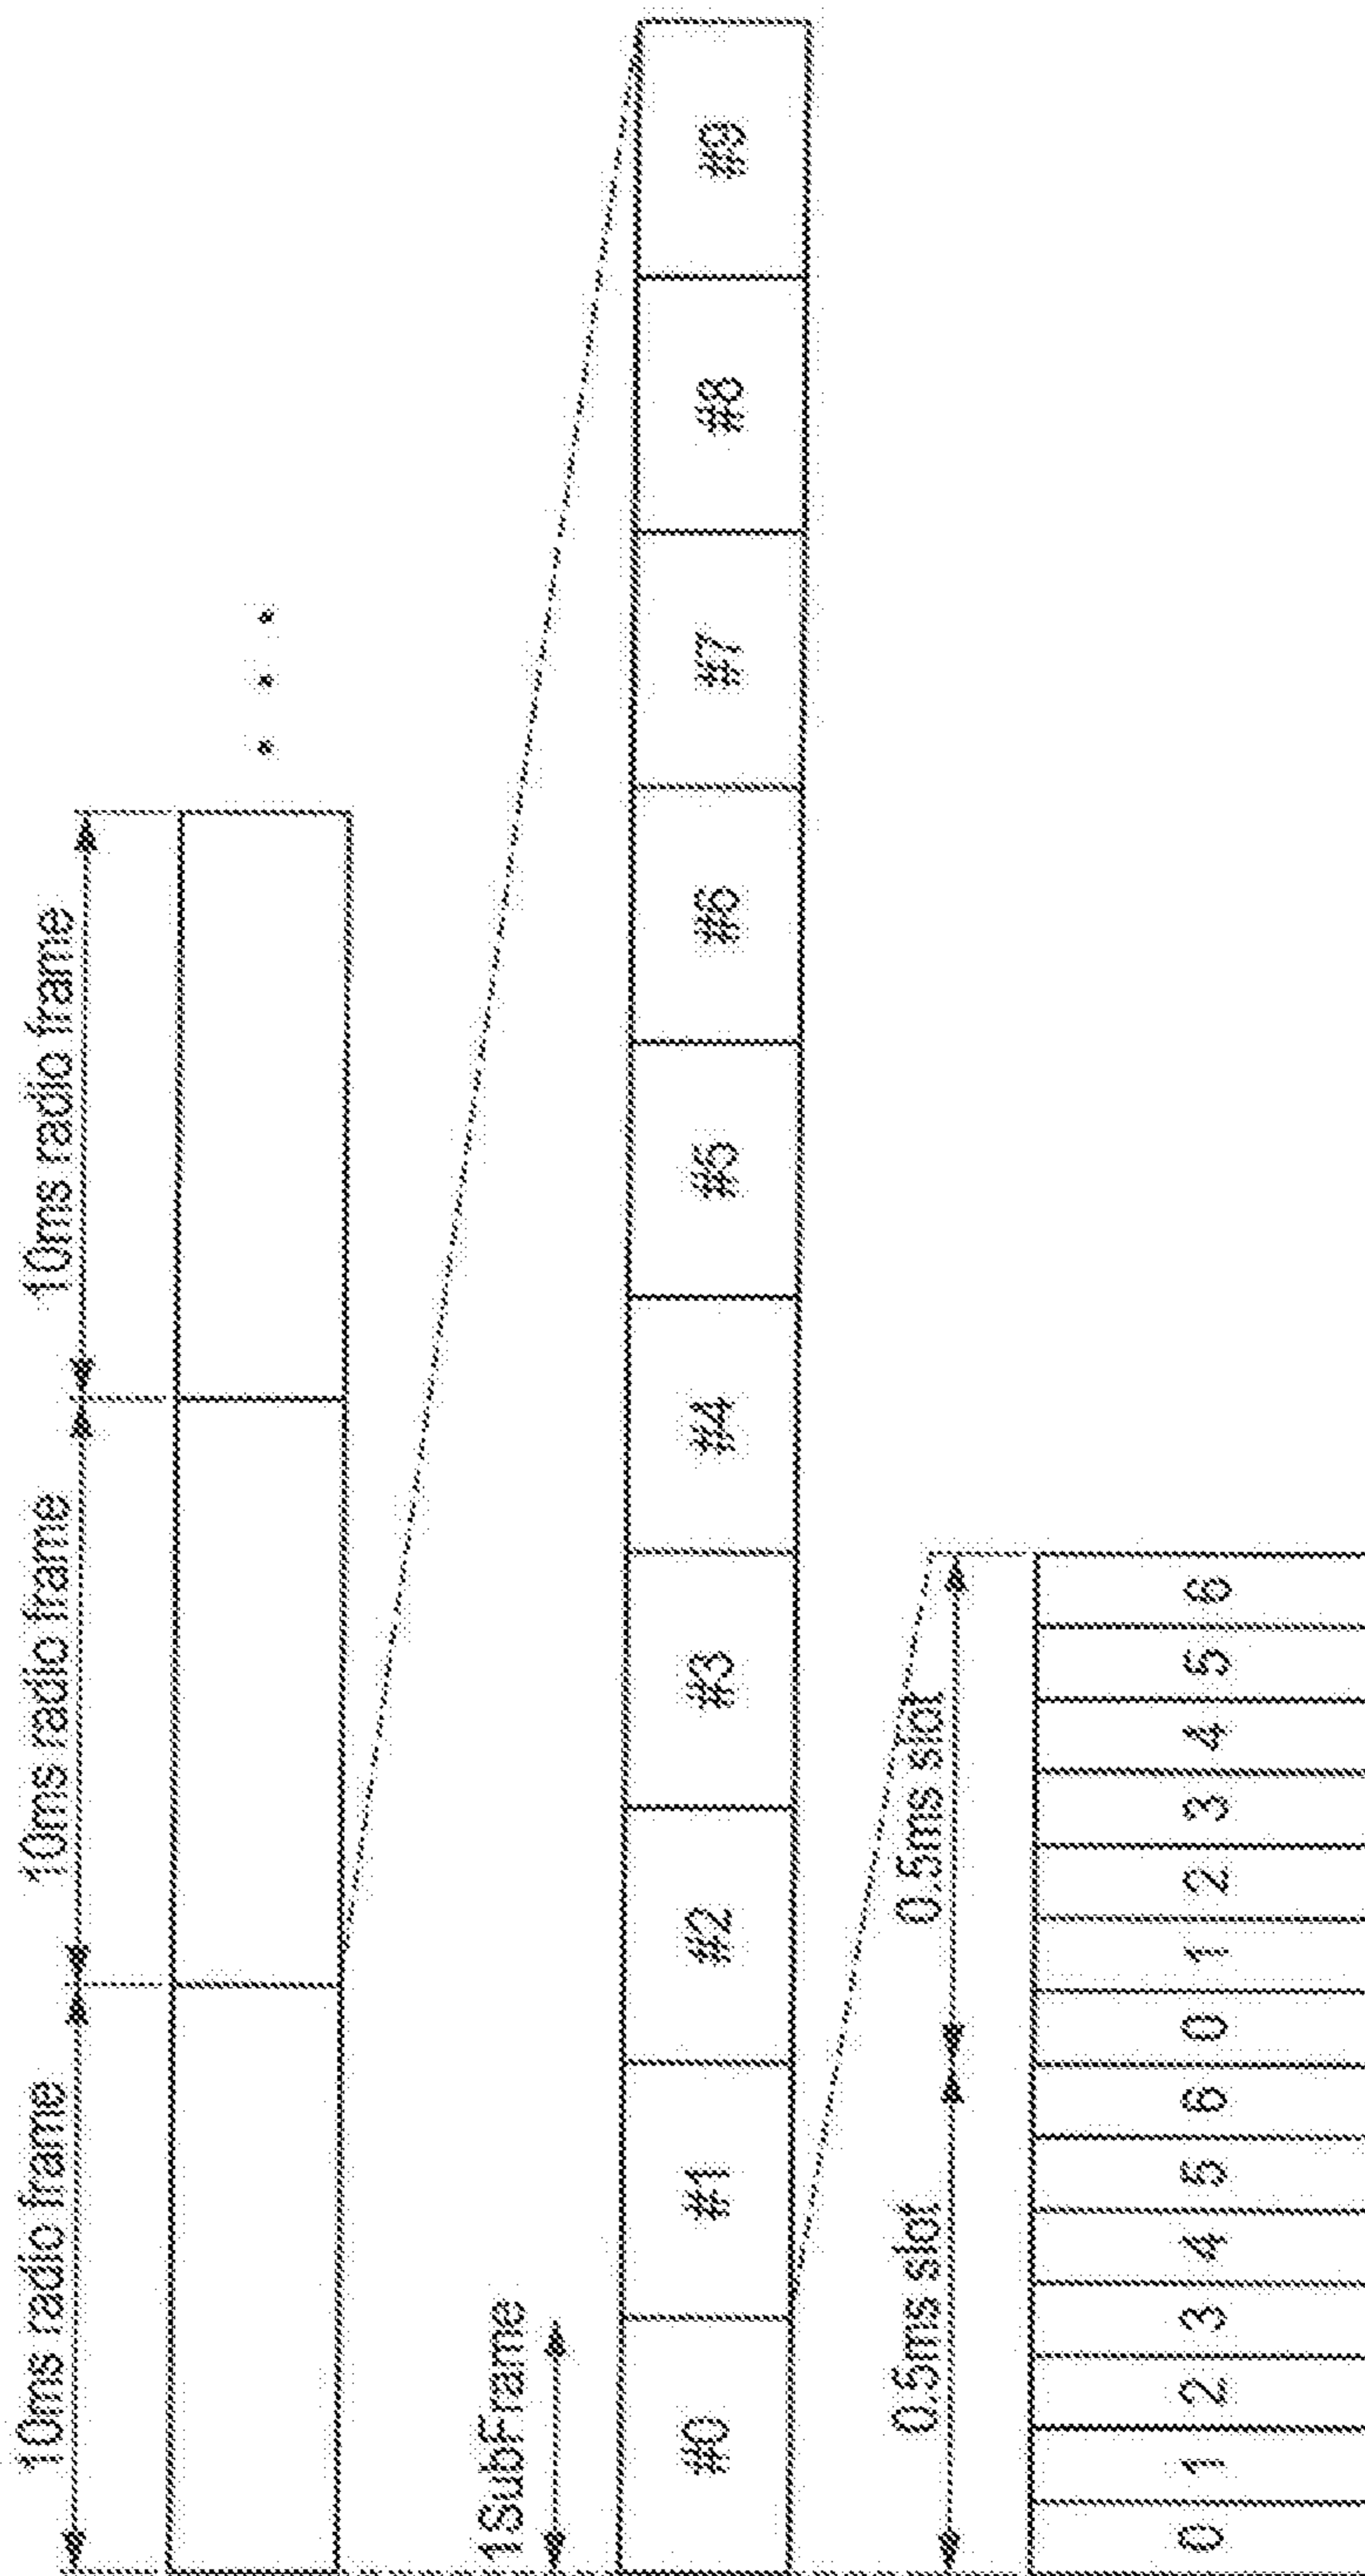 10ms radio frame 10ms radio frame 10ms radio frame
1SubFrame
#0 #1 #2 #3 #4 #5 #6 #7 #8 #9
0.5ms slot 0.5ms slot
0 1 2 3 4 5 6 0 1 2 3 4 5 6